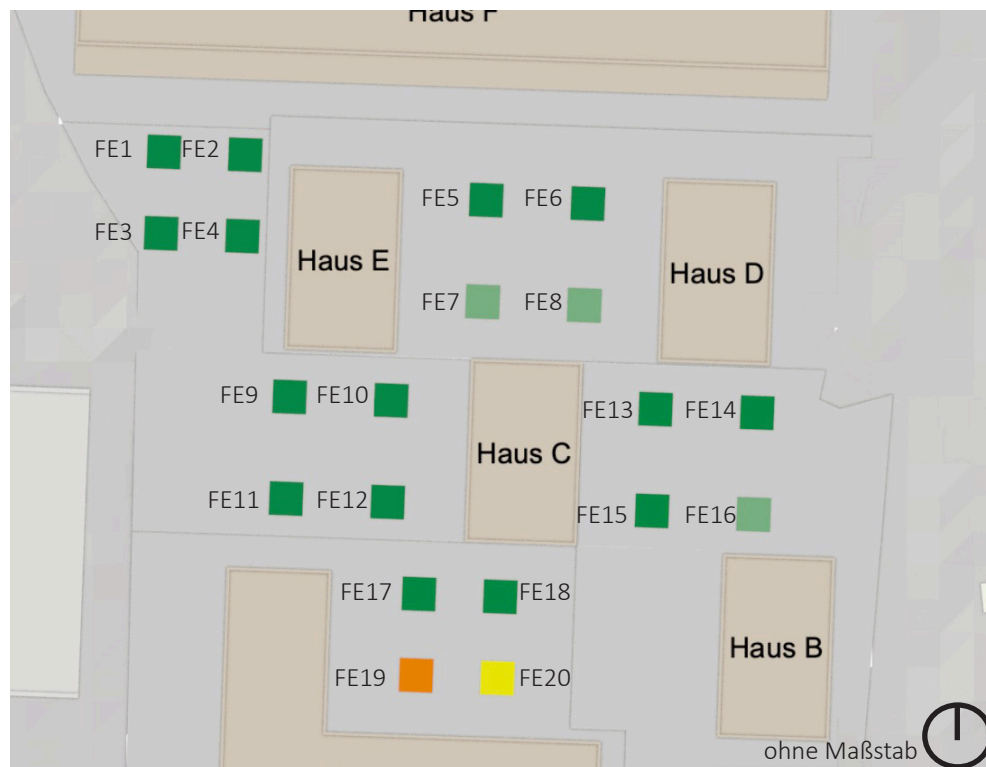 Haus F
FE1 FE2
FE5 FE6
FE3 FE4
Haus E
Haus D
FE7 FE8
FE9 FE10
FE13 FE14
Haus C
FE11 FE12
FE15 FE16
FE17 FE18
Haus B
FE19 FE20
ohne Maßstab